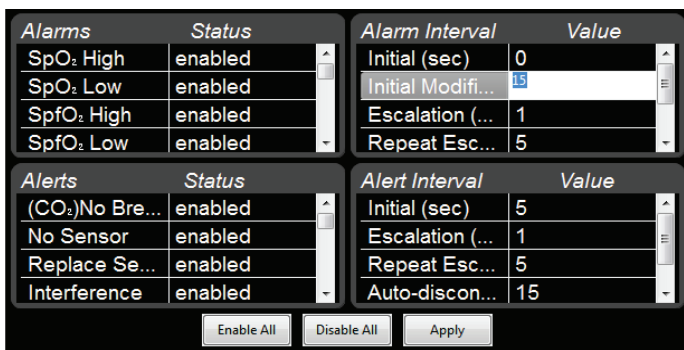 Alarms Status
SpO₂ High enabled
SpO₂ Low enabled
SpfO₂ High enabled
SpfO₂ Low enabled
Alarm Interval Value
Initial (sec) 0
Initial Modifi... 15
Escalation (... 1
Repeat Esc... 5
Alerts Status
(CO₂)No Bre... enabled
No Sensor enabled
Replace Se... enabled
Interference enabled
Alert Interval Value
Initial (sec) 5
Escalation (... 1
Repeat Esc... 5
Auto-discon... 15
Enable All Disable All Apply